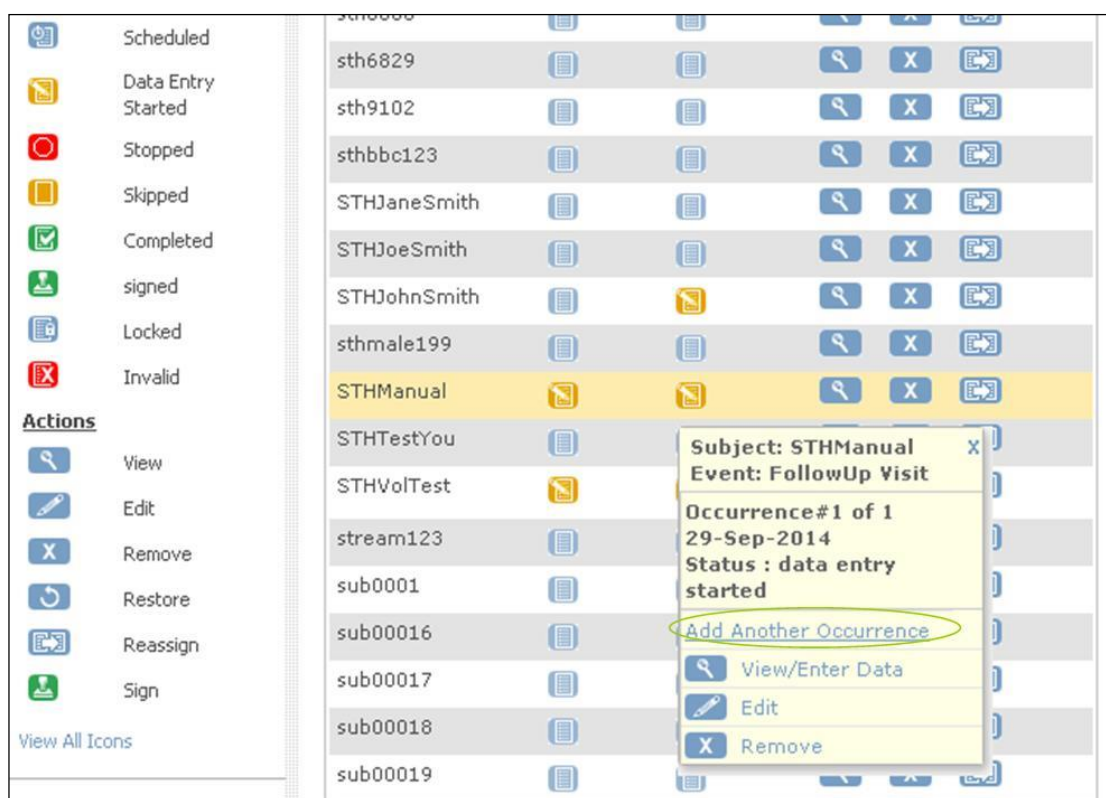 Scheduled
Data Entry
Started
Stopped
Skipped
Completed
signed
Locked
Invalid
Actions
View
Edit
Remove
Restore
Reassign
Sign
View All Icons
sth6829
sth9102
sthbbc123
STHJaneSmith
STHJoeSmith
STHJohnSmith
sthmale199
STHManual
STHTestYou
STHVolTest
stream123
sub0001
sub00016
sub00017
sub00018
sub00019
Subject: STHManual X
Event: FollowUp Visit
Occurrence#1 of 1
29-Sep-2014
Status : data entry
started
Add Another Occurrence
View/Enter Data
Edit
Remove